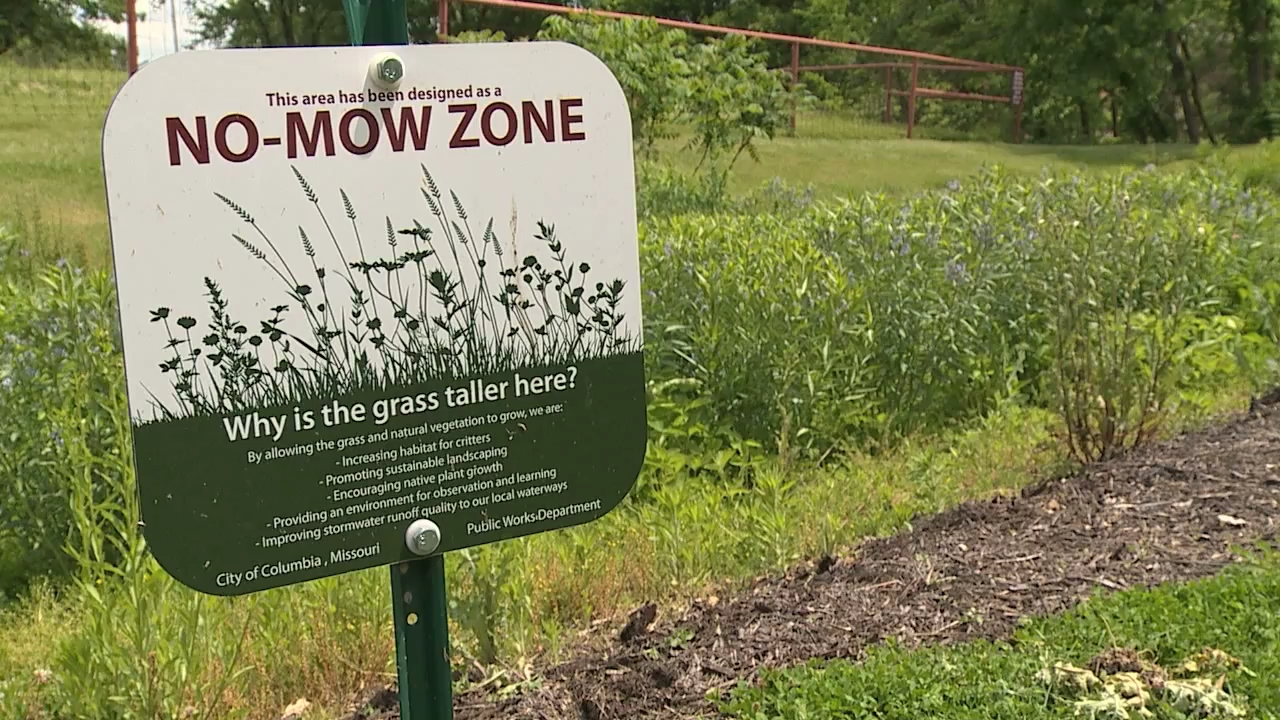 This area has been designed as a
NO-MOW ZONE
Why is the grass taller here?
By allowing the grass and natural vegetation to grow, we are:
- Increasing habitat for critters
- Promoting sustainable landscaping
- Encouraging native plant growth
- Providing an environment for observation and learning
- Improving stormwater runoff quality to our local waterways
City of Columbia , Missouri
Public Works Department